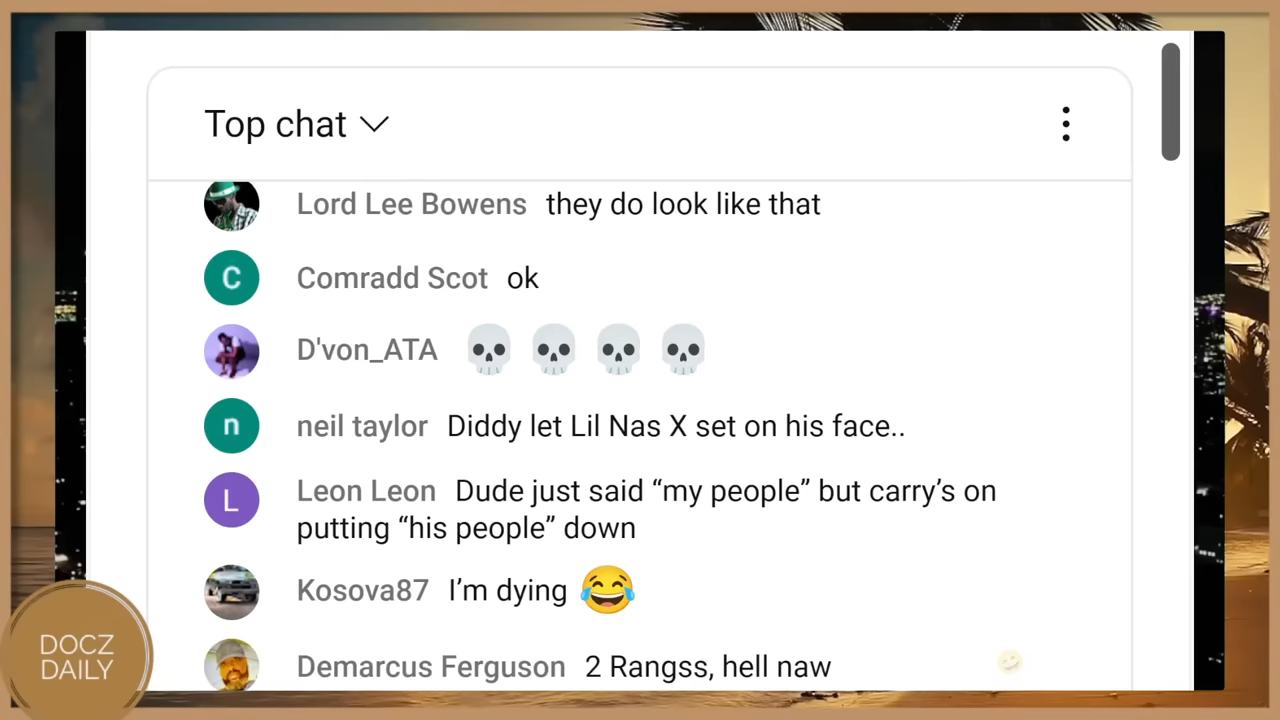 Top chat
Lord Lee Bowens they do look like that
C Comradd Scot ok
D'von_ATA 💀 💀 💀 💀
n neil taylor Diddy let Lil Nas X set on his face..
L Leon Leon Dude just said “my people” but carry’s on
putting “his people” down
Kosova87 I’m dying 😂
Demarcus Ferguson 2 Rangss, hell naw
DOCZ
DAILY